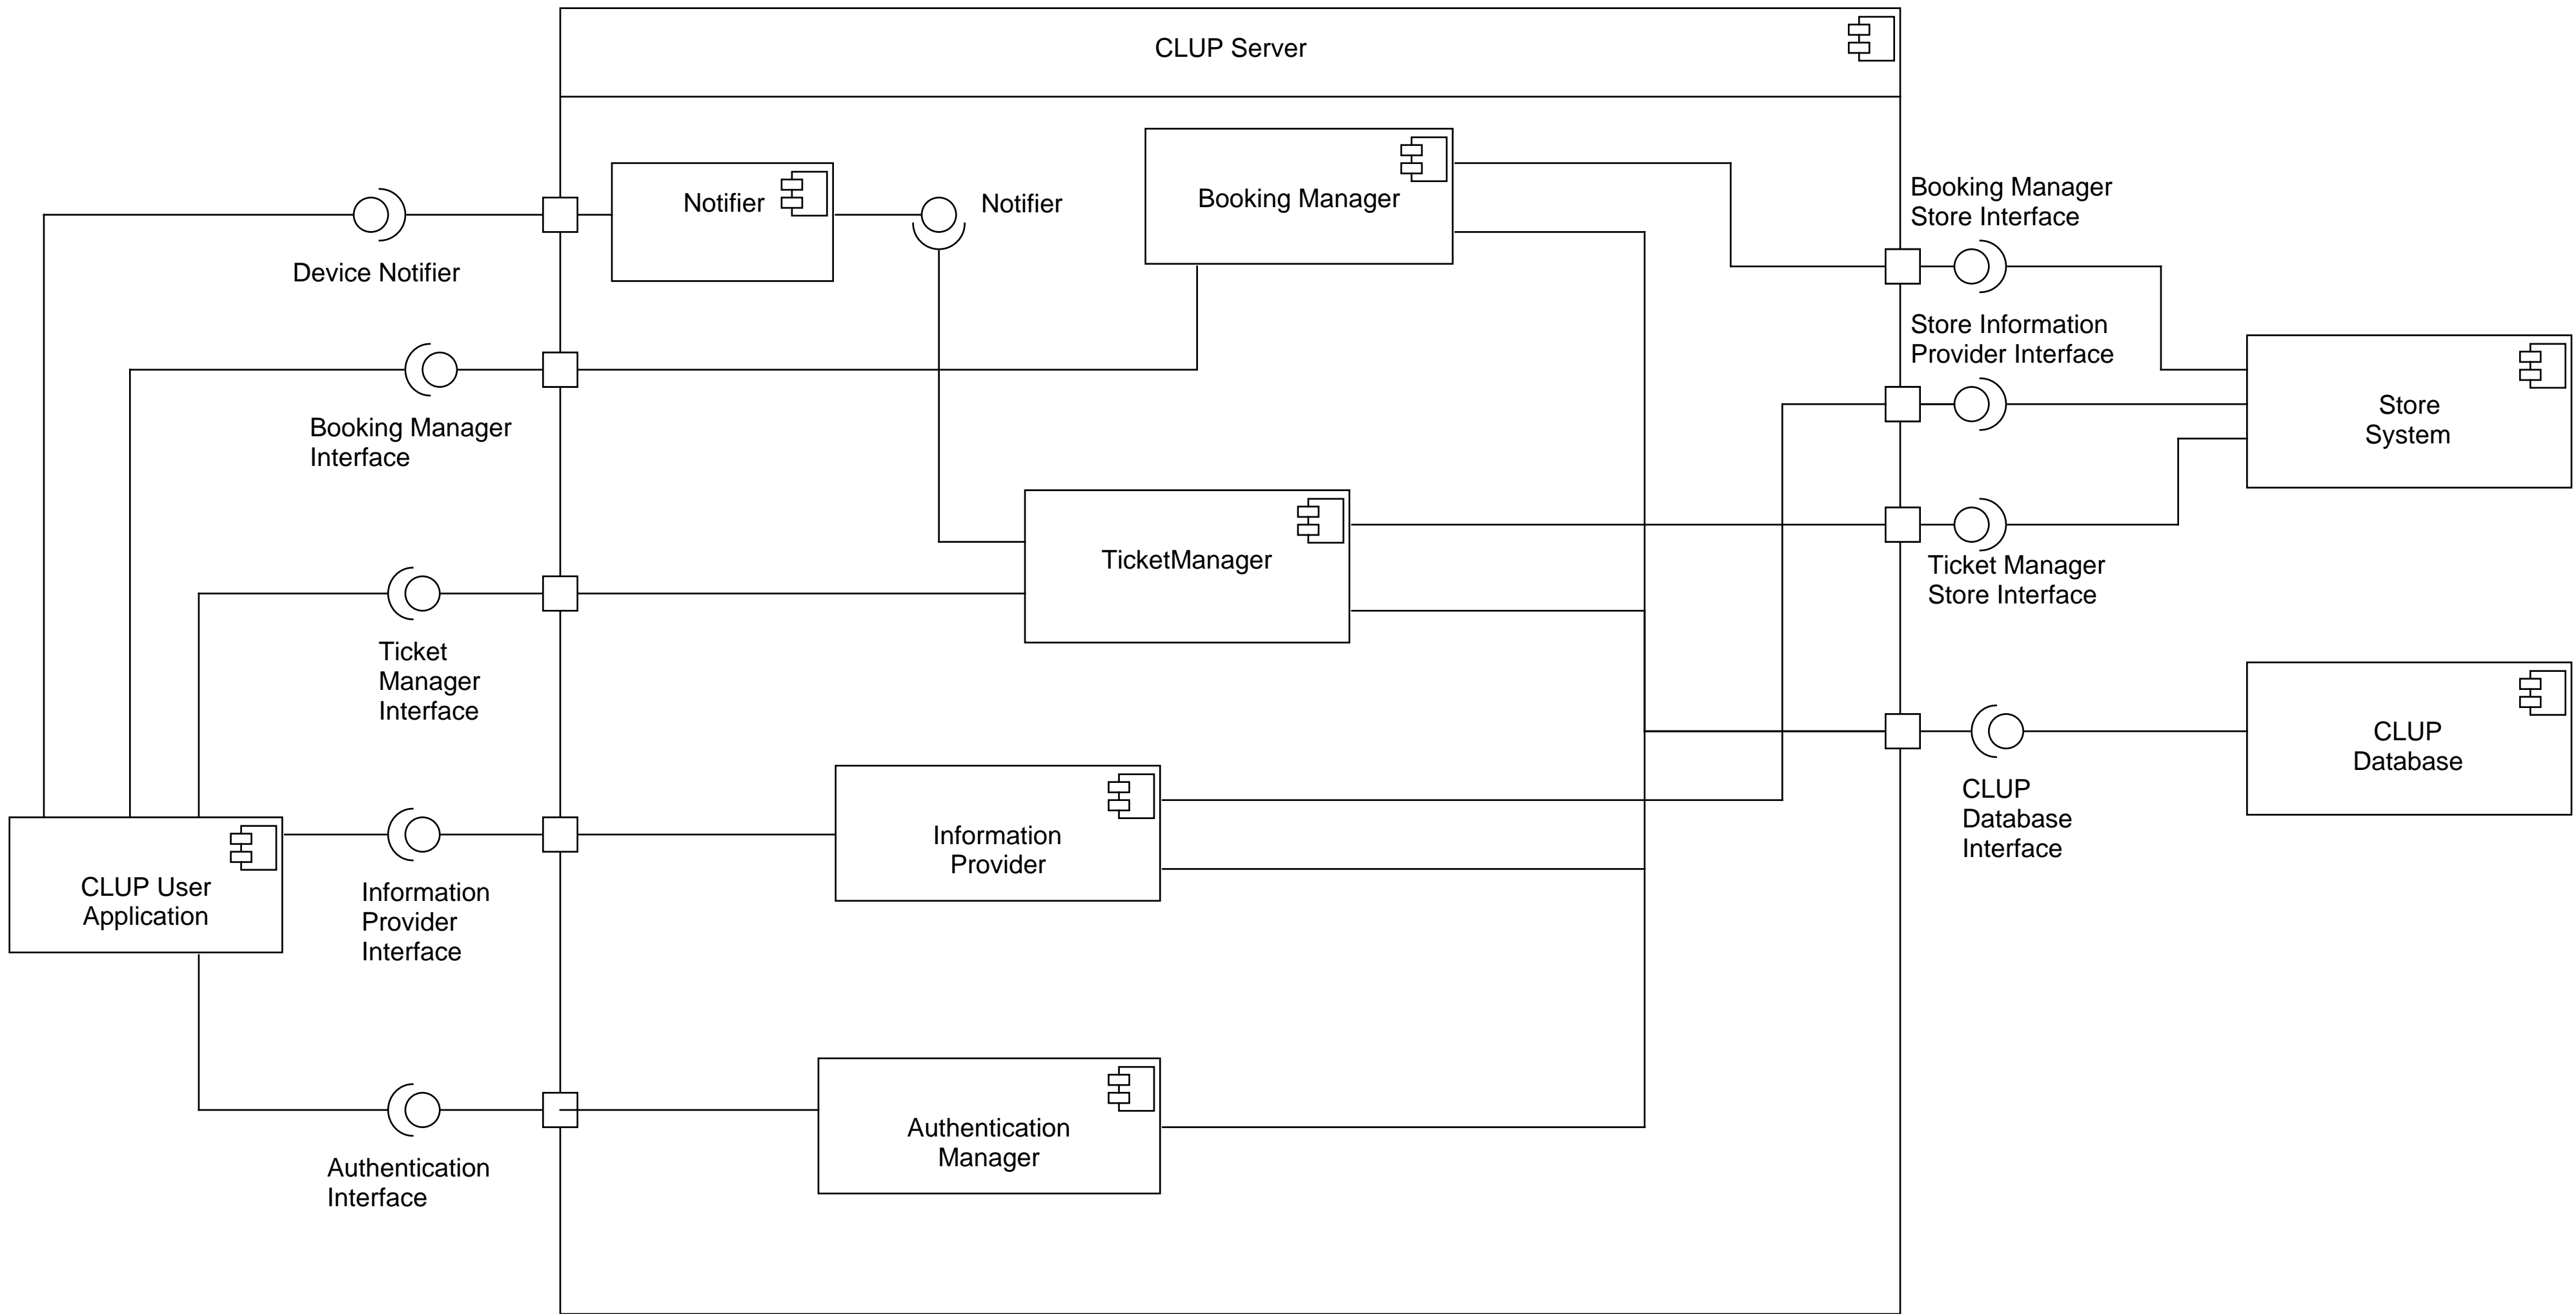 CLUP Server
Notifier
Notifier
Booking Manager
Booking Manager
Store Interface
Device Notifier
Store Information
Provider Interface
Booking Manager
Interface
Store
System
TicketManager
Ticket Manager
Store Interface
Ticket
Manager
Interface
CLUP
Database
CLUP
Database
Interface
Information
Provider
CLUP User
Application
Information
Provider
Interface
Authentication
Manager
Authentication
Interface